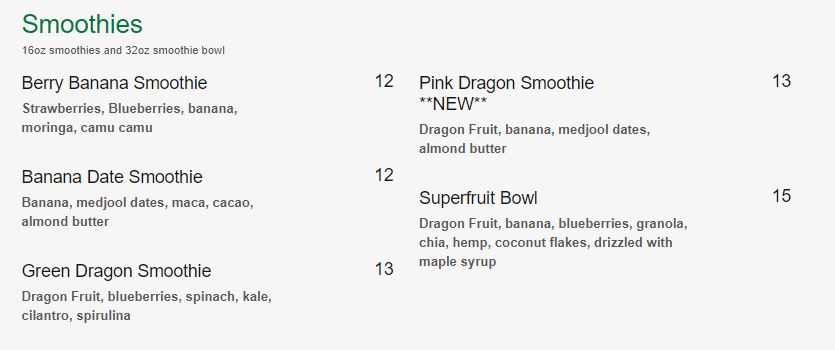 Smoothies
16oz smoothies and 32oz smoothie bowl
Berry Banana Smoothie 12
Strawberries, Blueberries, banana,
moringa, camu camu
Banana Date Smoothie 12
Banana, medjool dates, maca, cacao,
almond butter
Green Dragon Smoothie 13
Dragon Fruit, blueberries, spinach, kale,
cilantro, spirulina
Pink Dragon Smoothie 13
**NEW**
Dragon Fruit, banana, medjool dates,
almond butter
Superfruit Bowl 15
Dragon Fruit, banana, blueberries, granola,
chia, hemp, coconut flakes, drizzled with
maple syrup